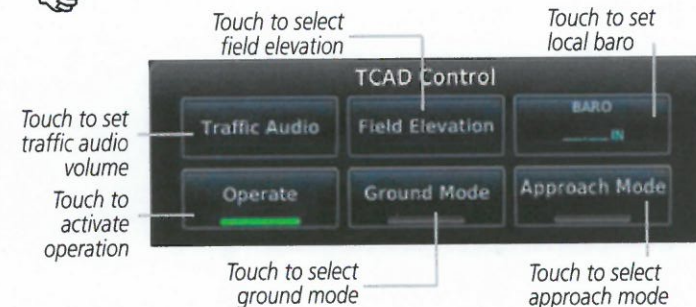 Touch to select
field elevation
Touch to set
local baro
TCAD Control
Touch to set
traffic audio
volume
Traffic Audio
Field Elevation
BARO
_____ IN
Touch to
activate
operation
Operate
Ground Mode
Approach Mode
Touch to select
ground mode
Touch to select
approach mode